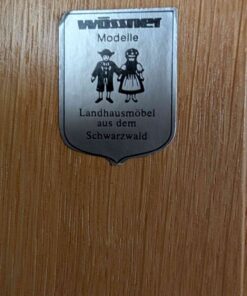 wössner
Modelle
Landhausmöbel
aus dem
Schwarzwald